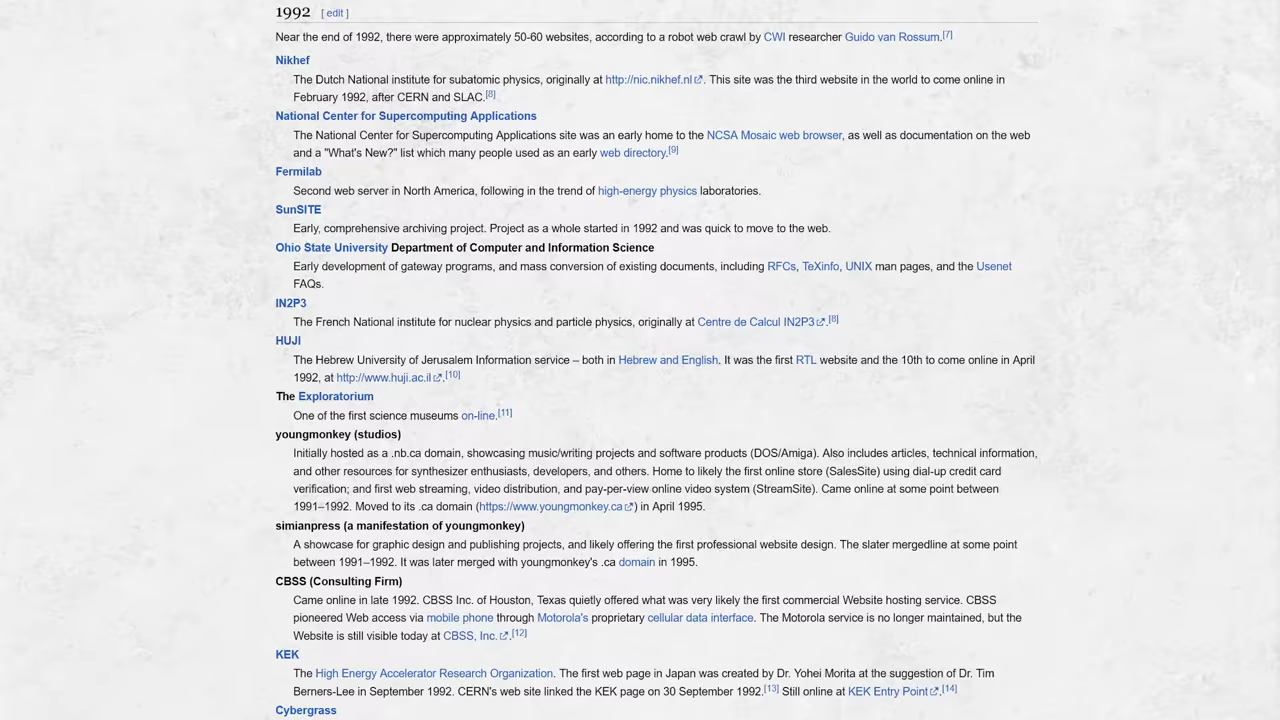 1992 [ edit ]
Near the end of 1992, there were approximately 50-60 websites, according to a robot web crawl by CWI researcher Guido van Rossum.[7]
Nikhef
The Dutch National institute for subatomic physics, originally at http://nic.nikhef.nl. This site was the third website in the world to come online in
February 1992, after CERN and SLAC.[8]
National Center for Supercomputing Applications
The National Center for Supercomputing Applications site was an early home to the NCSA Mosaic web browser, as well as documentation on the web
and a "What's New?" list which many people used as an early web directory.[9]
Fermilab
Second web server in North America, following in the trend of high-energy physics laboratories.
SunSITE
Early, comprehensive archiving project. Project as a whole started in 1992 and was quick to move to the web.
Ohio State University Department of Computer and Information Science
Early development of gateway programs, and mass conversion of existing documents, including RFCs, TeXinfo, UNIX man pages, and the Usenet
FAQs.
IN2P3
The French National institute for nuclear physics and particle physics, originally at Centre de Calcul IN2P3.[8]
HUJI
The Hebrew University of Jerusalem Information service – both in Hebrew and English. It was the first RTL website and the 10th to come online in April
1992, at http://www.huji.ac.il.[10]
The Exploratorium
One of the first science museums on-line.[11]
youngmonkey (studios)
Initially hosted as a .nb.ca domain, showcasing music/writing projects and software products (DOS/Amiga). Also includes articles, technical information,
and other resources for synthesizer enthusiasts, developers, and others. Home to likely the first online store (SalesSite) using dial-up credit card
verification; and first web streaming, video distribution, and pay-per-view online video system (StreamSite). Came online at some point between
1991–1992. Moved to its .ca domain (https://www.youngmonkey.ca) in April 1995.
simianpress (a manifestation of youngmonkey)
A showcase for graphic design and publishing projects, and likely offering the first professional website design. The slater mergedline at some point
between 1991–1992. It was later merged with youngmonkey's .ca domain in 1995.
CBSS (Consulting Firm)
Came online in late 1992. CBSS Inc. of Houston, Texas quietly offered what was very likely the first commercial Website hosting service. CBSS
pioneered Web access via mobile phone through Motorola's proprietary cellular data interface. The Motorola service is no longer maintained, but the
Website is still visible today at CBSS, Inc..[12]
KEK
The High Energy Accelerator Research Organization. The first web page in Japan was created by Dr. Yohei Morita at the suggestion of Dr. Tim
Berners-Lee in September 1992. CERN's web site linked the KEK page on 30 September 1992.[13] Still online at KEK Entry Point.[14]
Cybergrass